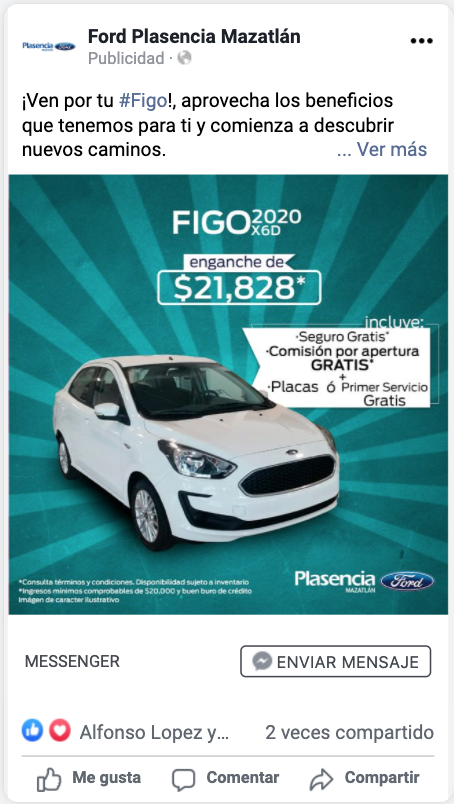 Plasencia Ford
Ford Plasencia Mazatlán
Publicidad ·
¡Ven por tu #Figo!, aprovecha los beneficios
que tenemos para ti y comienza a descubrir
nuevos caminos. ... Ver más
FIGO 2020
X6D
enganche de
$21,828*
incluye:
·Seguro Gratis*
·Comisión por apertura
GRATIS*
+
·Placas ó Primer Servicio
Gratis
*Consulta términos y condiciones. Disponibilidad sujeto a inventario
*Ingresos mínimos comprobables de $20,000 y buen buro de crédito
Imágen de caracter ilustrativo
Plasencia Ford
MAZATLÁN
MESSENGER
ENVIAR MENSAJE
Alfonso Lopez y...
2 veces compartido
Me gusta
Comentar
Compartir